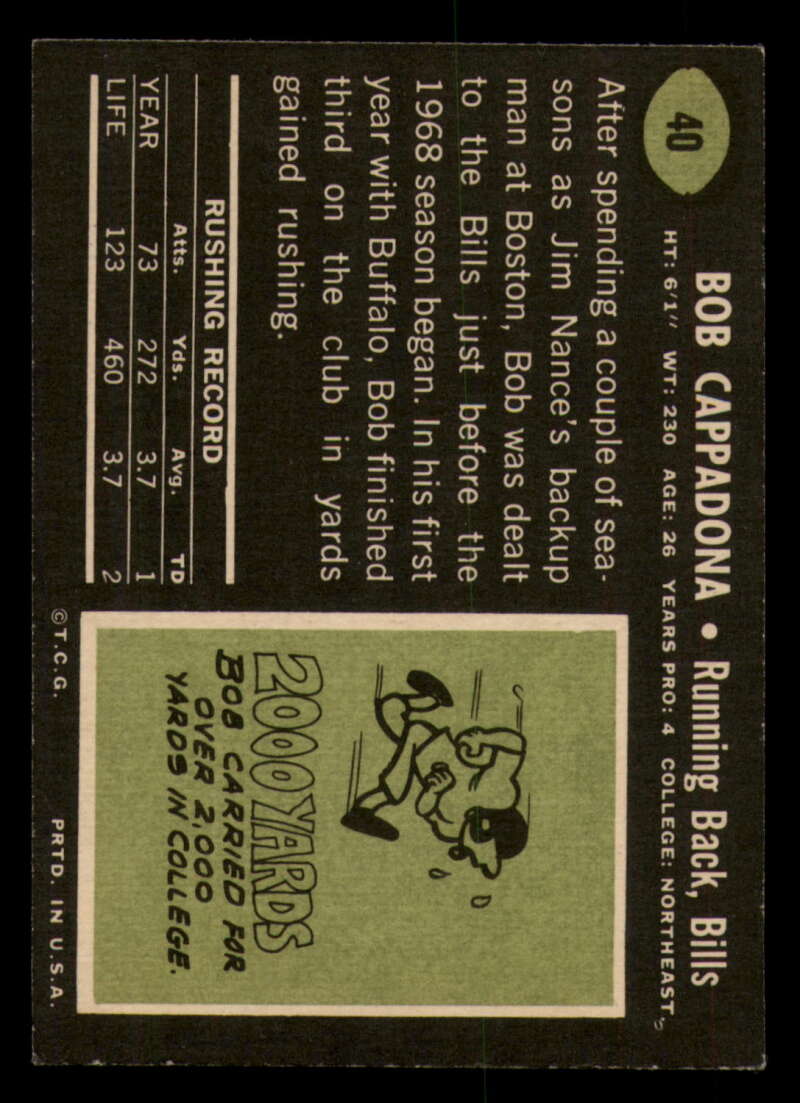 40
BOB CAPPADONA • Running Back, Bills
HT: 6'1" WT: 230 AGE: 26 YEARS PRO: 4 COLLEGE: NORTHEAST'
After spending a couple of sea-
sons as Jim Nance's backup
man at Boston, Bob was dealt
to the Bills just before the
1968 season began. In his first
year with Buffalo, Bob finished
third on the club in yards
gained rushing.
RUSHING RECORD
Atts. Yds. Avg. TD
YEAR 73 272 3.7 1
LIFE 123 460 3.7 2
2000 YARDS
BOB CARRIED FOR
OVER 2,000
YARDS IN COLLEGE.
©T.C.G. PRTD. IN U.S.A.